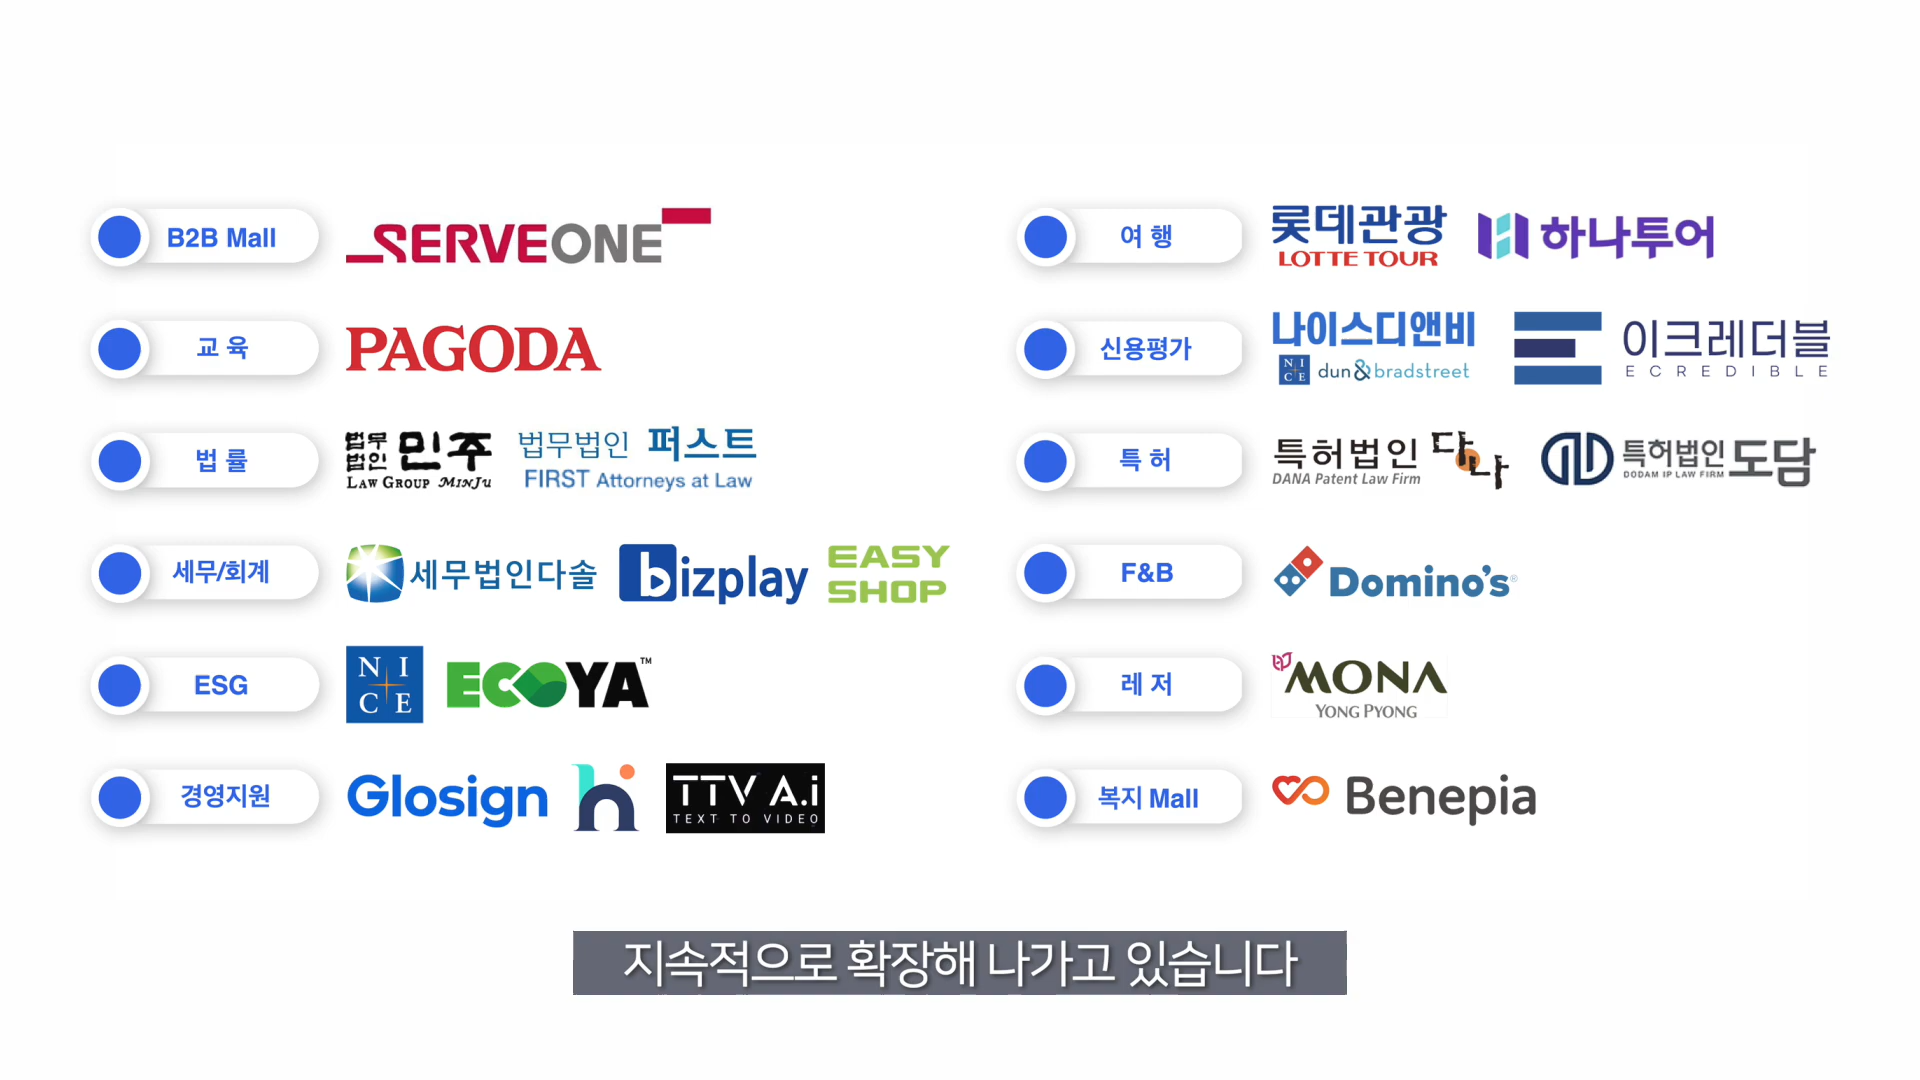 B2B Mall
SERVEONE
교 육
PAGODA
법 률
법무법인 민주
LAW GROUP MINJU
법무법인 퍼스트
FIRST Attorneys at Law
세무/회계
세무법인다솔
bizplay
EASY
SHOP
ESG
NI
CE
ECOYA™
경영지원
Glosign
h
TTV A.i
TEXT TO VIDEO
여 행
롯데관광
LOTTE TOUR
하나투어
신용평가
나이스디앤비
NI
CE
dun&bradstreet
이크레더블
ECREDIBLE
특 허
특허법인 다나
DANA Patent Law Firm
특허법인 도담
DODAM IP LAW FIRM
F&B
Domino's®
레 저
MONA
YONG PYONG
복지 Mall
Benepia
지속적으로 확장해 나가고 있습니다